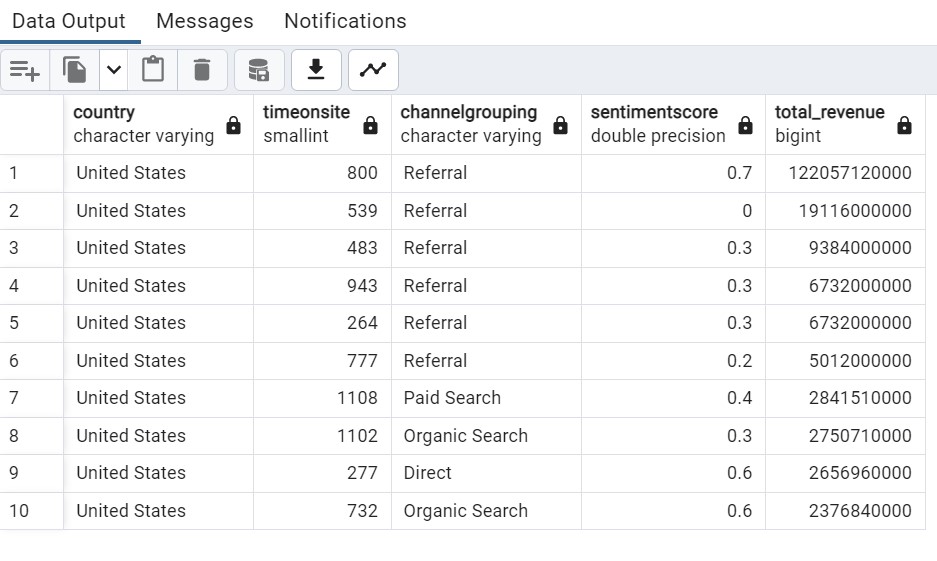 Data Output Messages Notifications
country timeonsite channelgrouping sentimentscore total_revenue
character varying smallint character varying double precision bigint
1 United States 800 Referral 0.7 122057120000
2 United States 539 Referral 0 19116000000
3 United States 483 Referral 0.3 9384000000
4 United States 943 Referral 0.3 6732000000
5 United States 264 Referral 0.3 6732000000
6 United States 777 Referral 0.2 5012000000
7 United States 1108 Paid Search 0.4 2841510000
8 United States 1102 Organic Search 0.3 2750710000
9 United States 277 Direct 0.6 2656960000
10 United States 732 Organic Search 0.6 2376840000